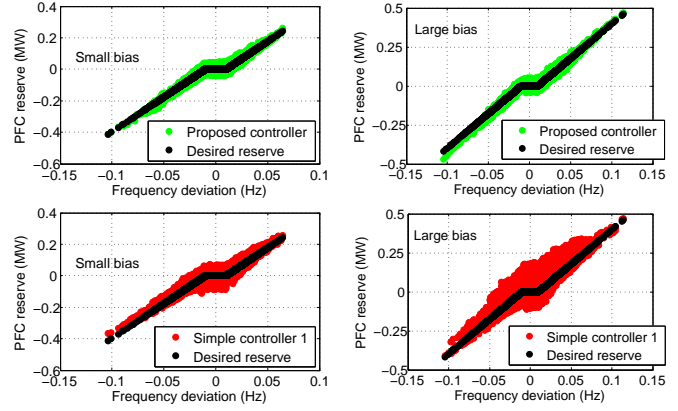 0.4
0.2
0
−0.2
−0.4
−0.6
PFC reserve (MW)
Small bias
Proposed controller
Desired reserve
−0.15 −0.1 −0.05 0 0.05 0.1
Frequency deviation (Hz)
0.5
0.25
0
−0.25
−0.5
PFC reserve (MW)
Large bias
Proposed controller
Desired reserve
−0.15 −0.1 −0.05 0 0.05 0.1 0.15
Frequency deviation (Hz)
0.4
0.2
0
−0.2
−0.4
−0.6
PFC reserve (MW)
Small bias
Simple controller 1
Desired reserve
−0.15 −0.1 −0.05 0 0.05 0.1
Frequency deviation (Hz)
0.5
0.25
0
−0.25
−0.5
PFC reserve (MW)
Large bias
Simple controller 1
Desired reserve
−0.15 −0.1 −0.05 0 0.05 0.1 0.15
Frequency deviation (Hz)